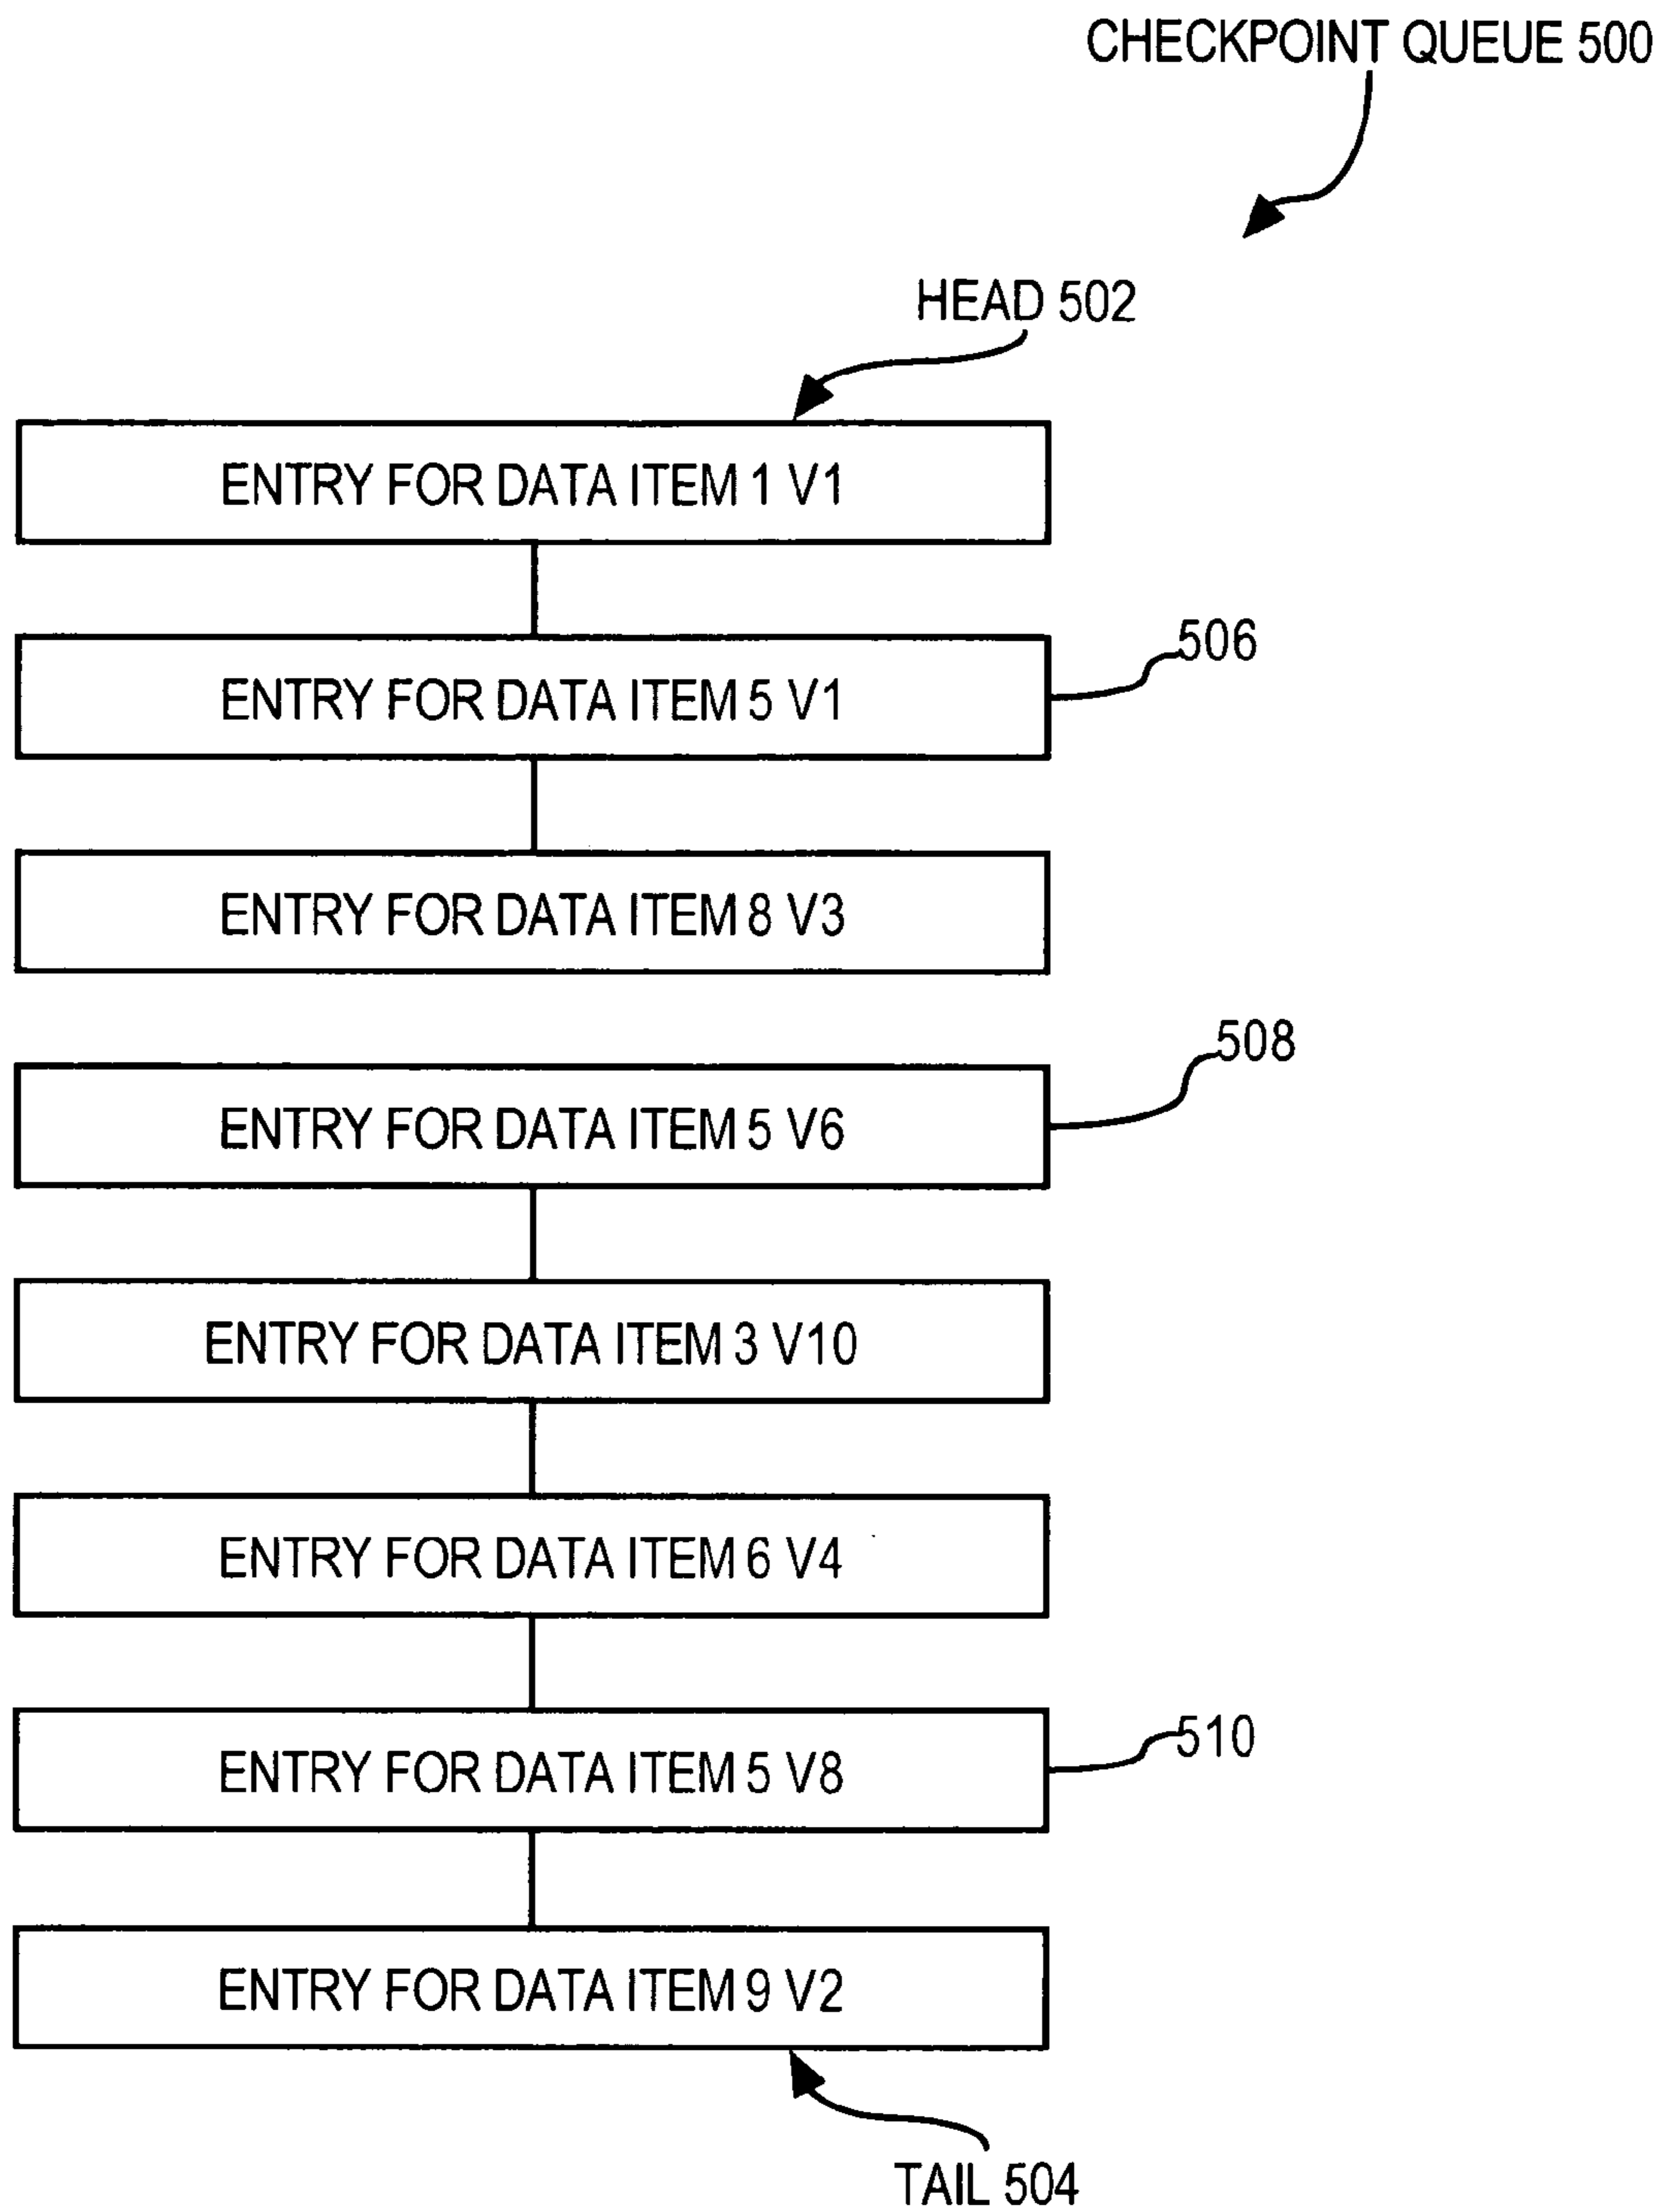 CHECKPOINT QUEUE 500
HEAD 502
ENTRY FOR DATA ITEM 1 V1
506
ENTRY FOR DATA ITEM 5 V1
ENTRY FOR DATA ITEM 8 V3
508
ENTRY FOR DATA ITEM 5 V6
ENTRY FOR DATA ITEM 3 V10
ENTRY FOR DATA ITEM 6 V4
510
ENTRY FOR DATA ITEM 5 V8
ENTRY FOR DATA ITEM 9 V2
TAIL 504